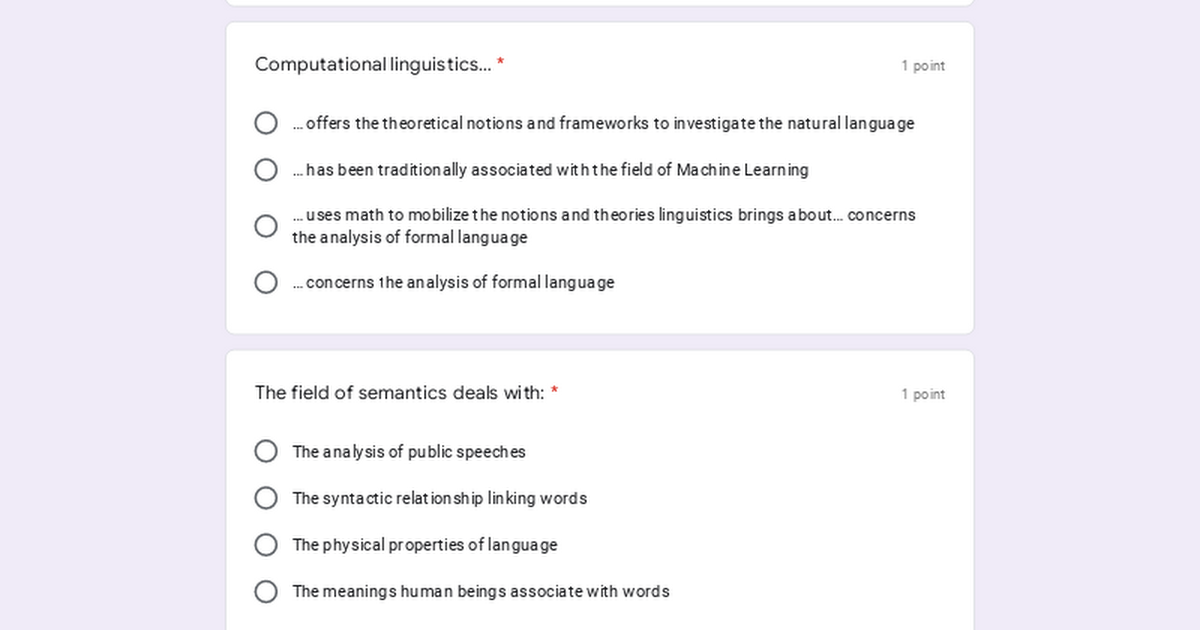 Computational linguistics... *
1 point
... offers the theoretical notions and frameworks to investigate the natural language
... has been traditionally associated with the field of Machine Learning
... uses math to mobilize the notions and theories linguistics brings about... concerns
the analysis of formal language
... concerns the analysis of formal language
The field of semantics deals with: *
1 point
The analysis of public speeches
The syntactic relationship linking words
The physical properties of language
The meanings human beings associate with words